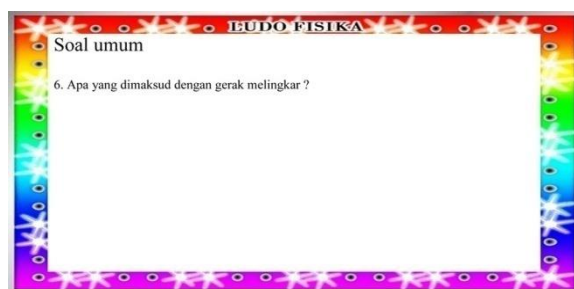 LUDO FISIKA
Soal umum
6. Apa yang dimaksud dengan gerak melingkar ?